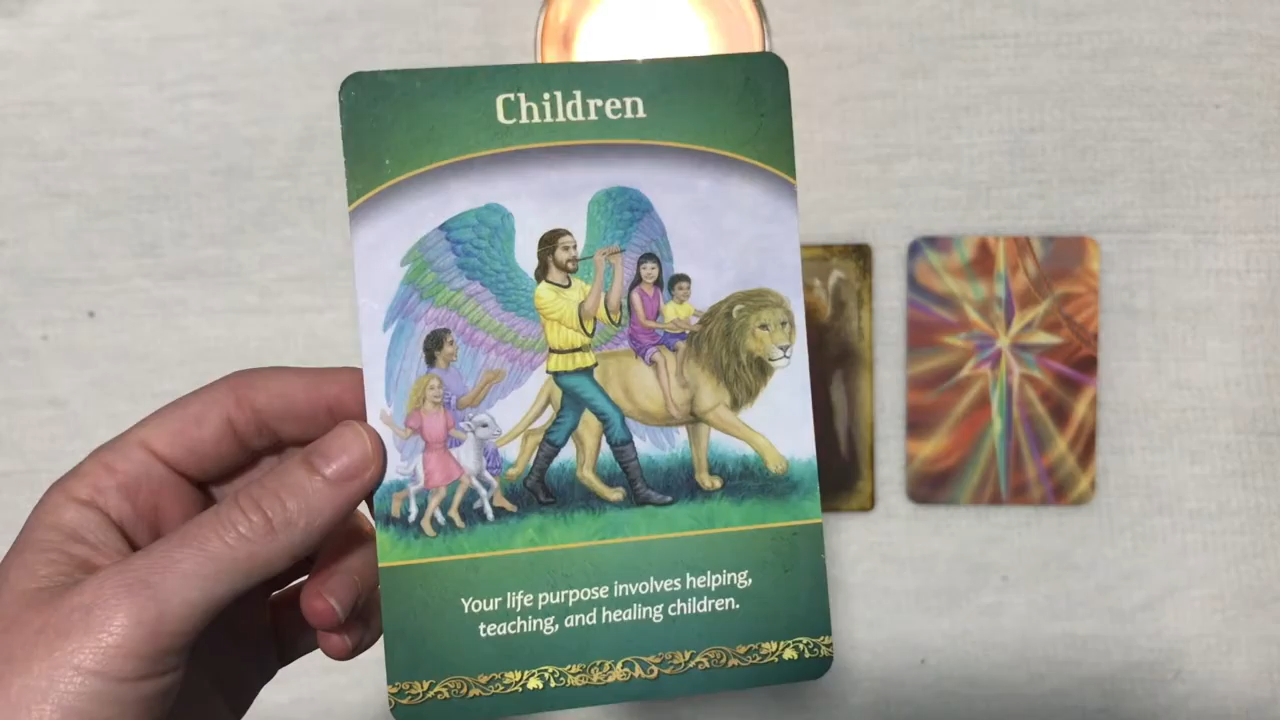 Children
Your life purpose involves helping,
teaching, and healing children.